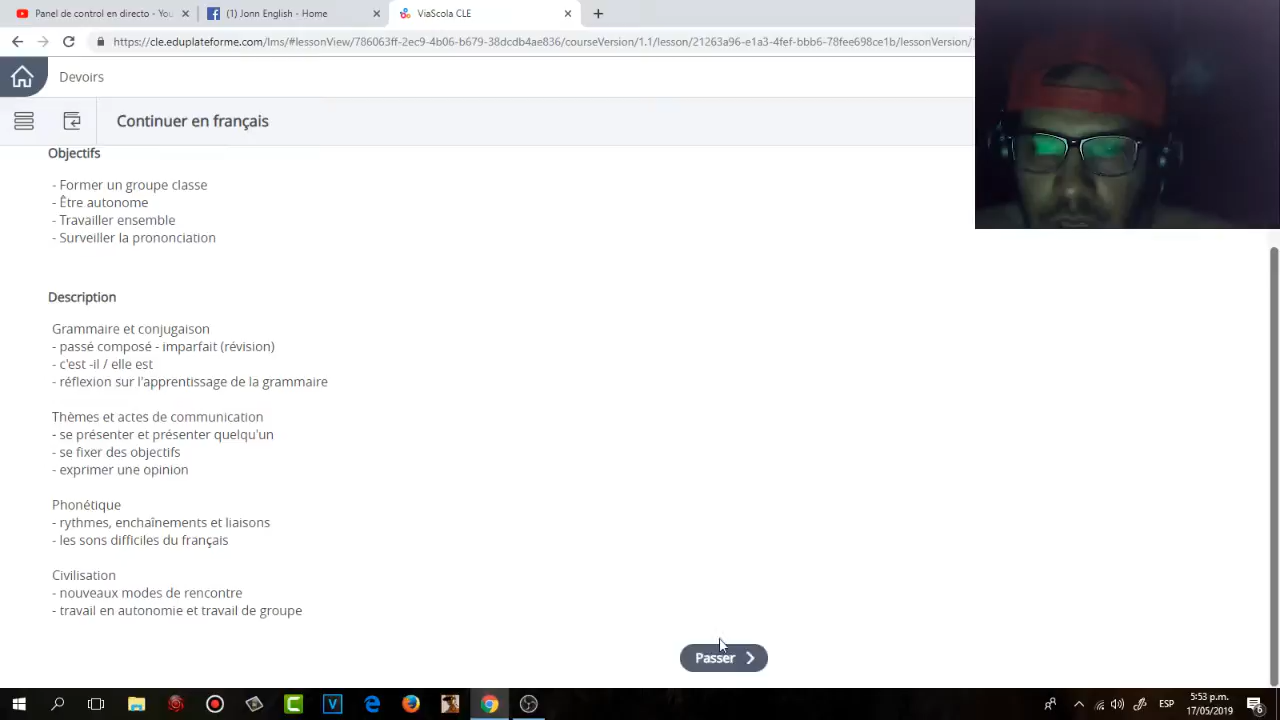 Panel de control en directo - You
(1) Jonn English - Home
ViaScola CLE
https://cle.eduplateforme.com/lms/#lessonView/786063ff-2ec9-4b06-b679-38dcdb4ae836/courseVersion/1.1/lesson/21263a96-e1a3-4fef-bbb6-78fee698ce1b/lessonVersion/
Devoirs
Continuer en français
Objectifs
- Former un groupe classe
- Être autonome
- Travailler ensemble
- Surveiller la prononciation
Description
Grammaire et conjugaison
- passé composé - imparfait (révision)
- c'est -il / elle est
- réflexion sur l'apprentissage de la grammaire
Thèmes et actes de communication
- se présenter et présenter quelqu'un
- se fixer des objectifs
- exprimer une opinion
Phonétique
- rythmes, enchaînements et liaisons
- les sons difficiles du français
Civilisation
- nouveaux modes de rencontre
- travail en autonomie et travail de groupe
Passer
ESP
5:53 p.m.
17/05/2019